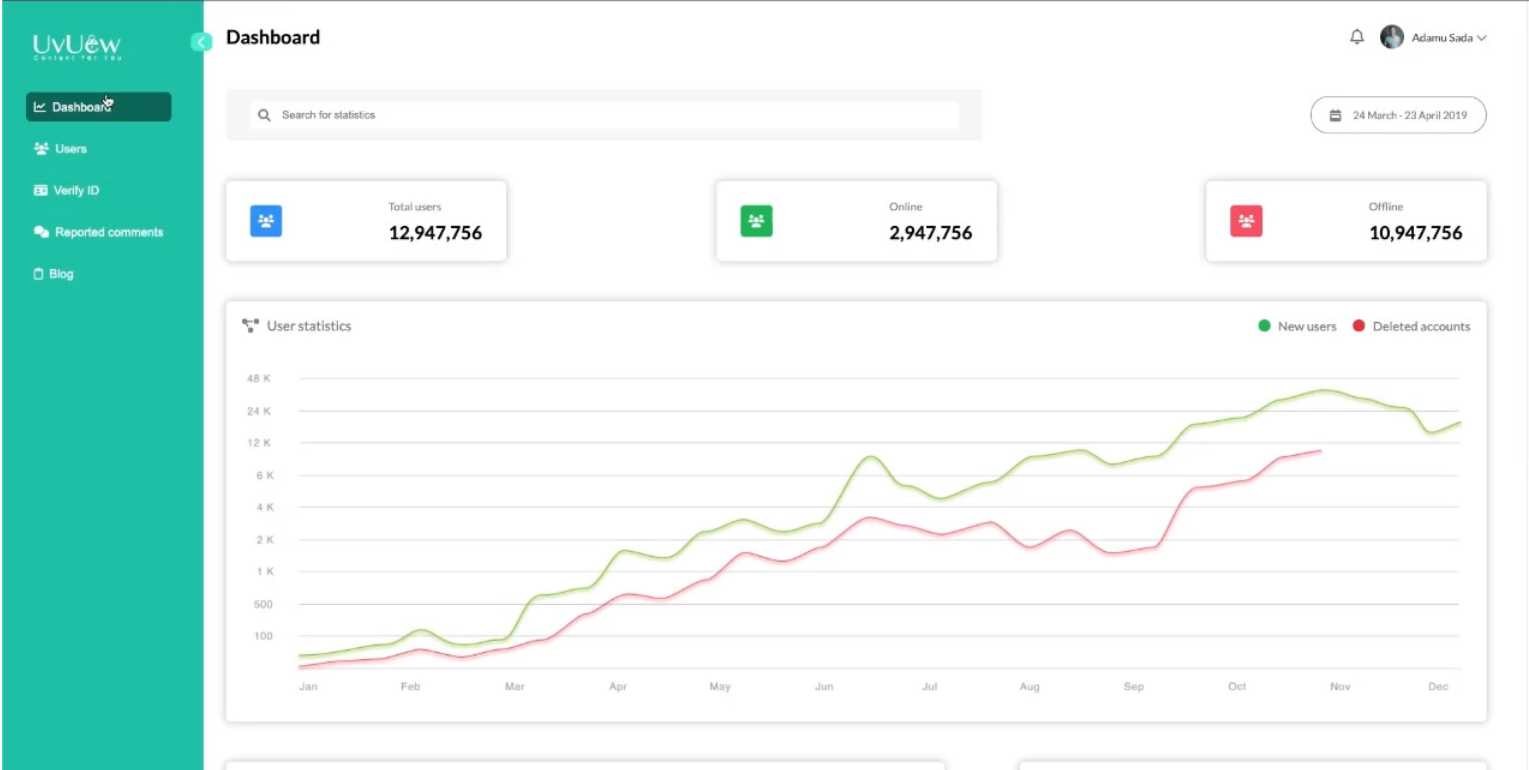 UvUew
Content For You
Dashboard
Adamu Sada
Dashboard
Users
Verify ID
Reported comments
Blog
Search for statistics
24 March - 23 April 2019
Total users
12,947,756
Online
2,947,756
Offline
10,947,756
User statistics
New users
Deleted accounts
48 K
24 K
12 K
6 K
4 K
2 K
1 K
500
100
Jan Feb Mar Apr May Jun Jul Aug Sep Oct Nov Dec